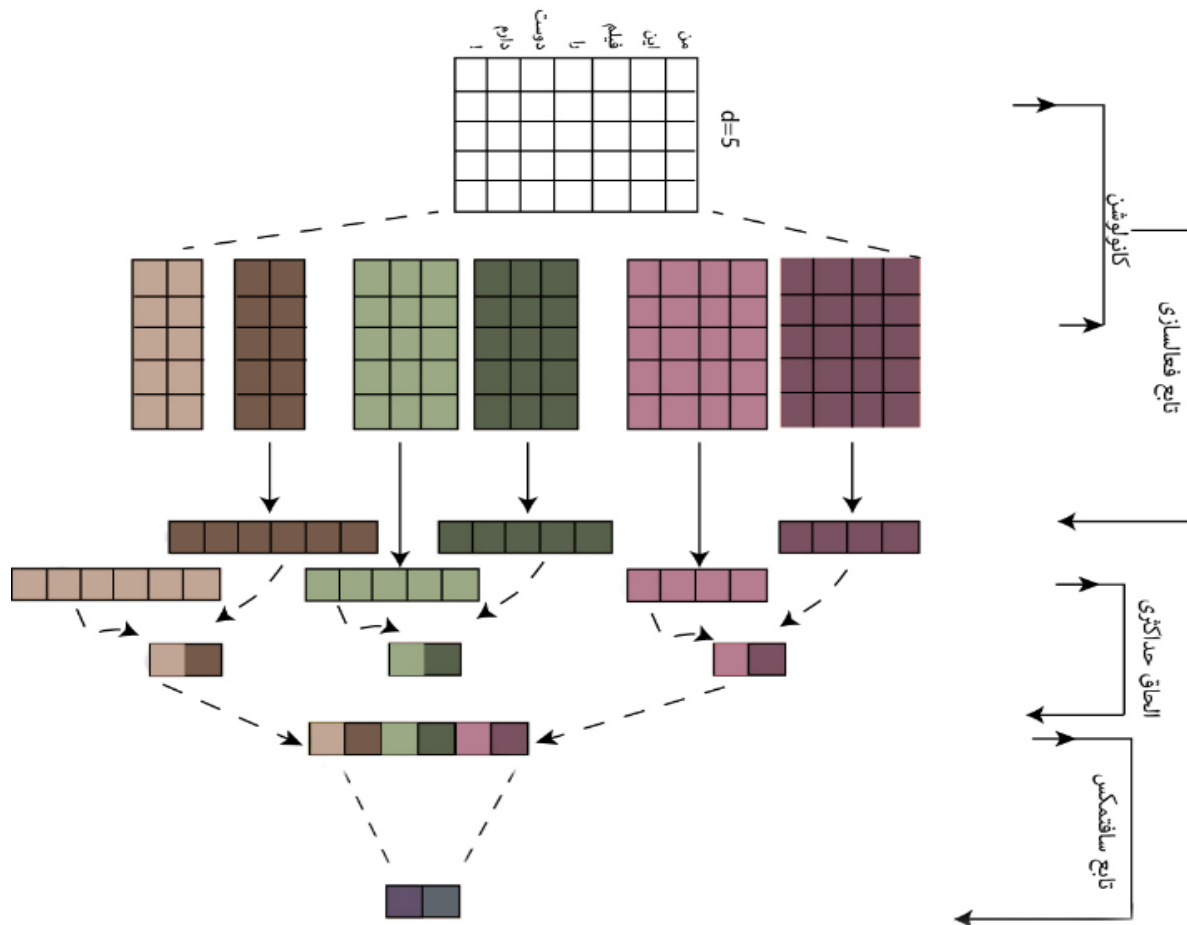 من
این
فیلم
را
دوست
دارم
!
d=5
کانولوشن
تابع فعالسازی
الحاق حداکثری
تابع سافتمکس